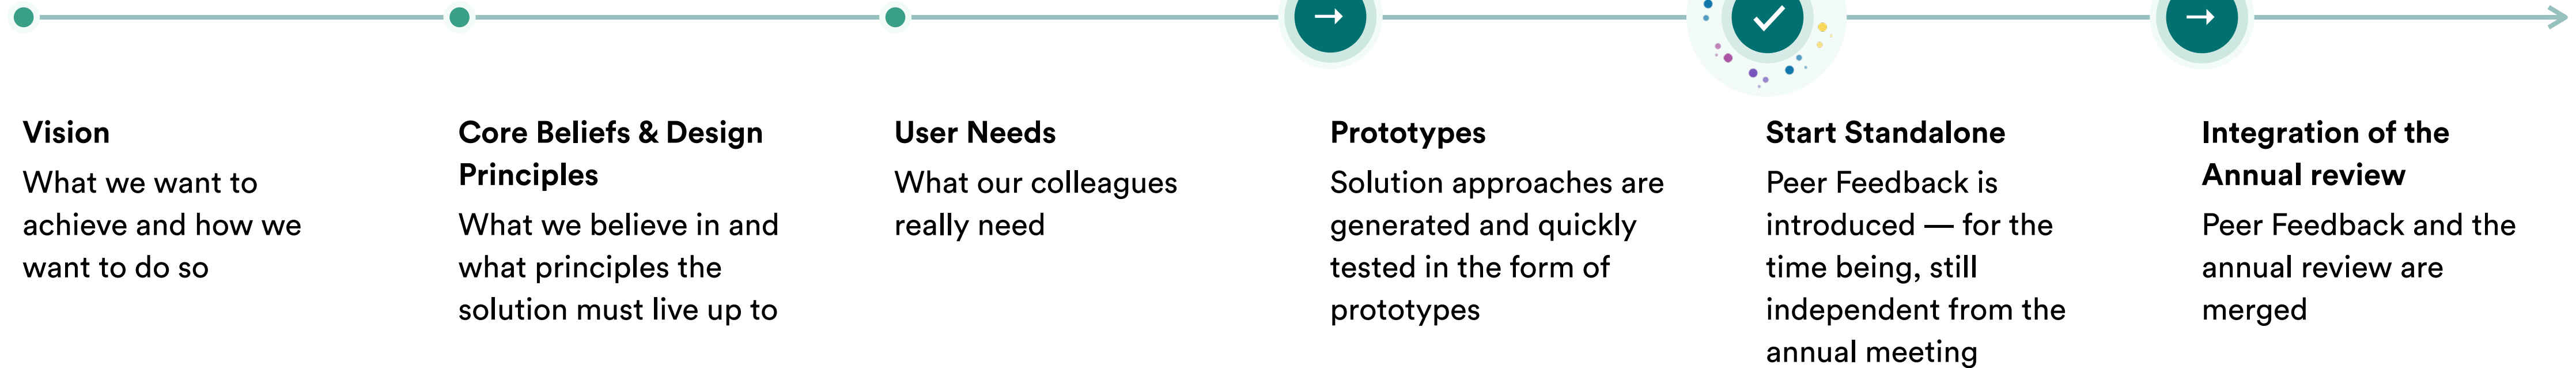 Vision
What we want to
achieve and how we
want to do so
Core Beliefs & Design
Principles
What we believe in and
what principles the
solution must live up to
User Needs
What our colleagues
really need
Prototypes
Solution approaches are
generated and quickly
tested in the form of
prototypes
Start Standalone
Peer Feedback is
introduced — for the
time being, still
independent from the
annual meeting
Integration of the
Annual review
Peer Feedback and the
annual review are
merged